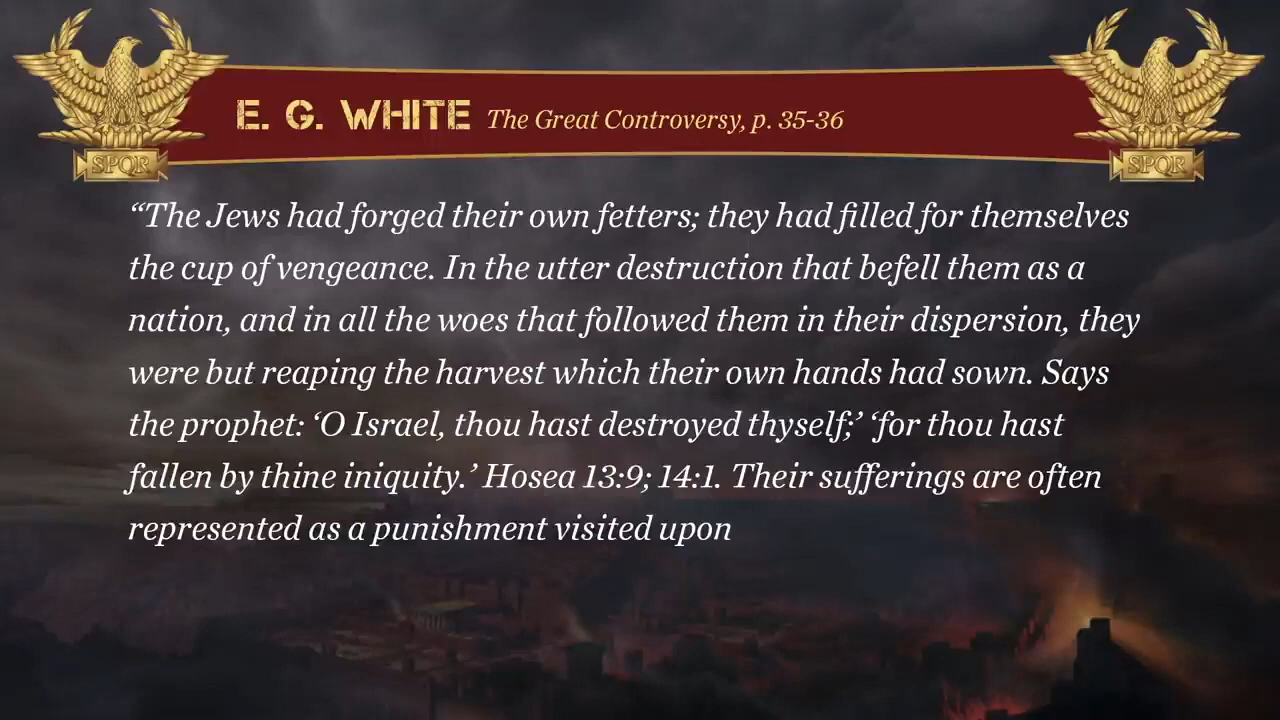 E. G. WHITE The Great Controversy, p. 35-36
SPQR
SPQR
“The Jews had forged their own fetters; they had filled for themselves
the cup of vengeance. In the utter destruction that befell them as a
nation, and in all the woes that followed them in their dispersion, they
were but reaping the harvest which their own hands had sown. Says
the prophet: ‘O Israel, thou hast destroyed thyself;’ ‘for thou hast
fallen by thine iniquity.’ Hosea 13:9; 14:1. Their sufferings are often
represented as a punishment visited upon